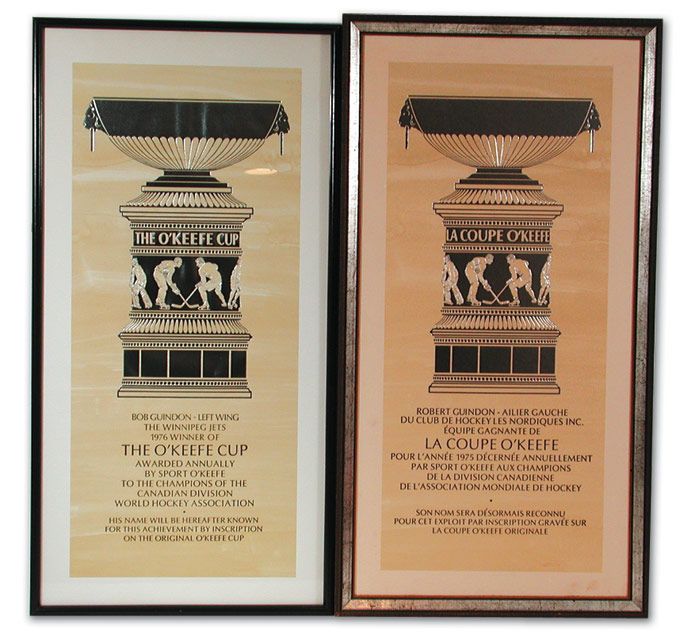 THE O'KEEFE CUP
BOB GUINDON - LEFT WING
THE WINNIPEG JETS
1976 WINNER OF
THE O'KEEFE CUP
AWARDED ANNUALLY
BY SPORT O'KEEFE
TO THE CHAMPIONS OF THE
CANADIAN DIVISION
WORLD HOCKEY ASSOCIATION
•
HIS NAME WILL BE HEREAFTER KNOWN
FOR THIS ACHIEVEMENT BY INSCRIPTION
ON THE ORIGINAL O'KEEFE CUP
LA COUPE O'KEEFE
ROBERT GUINDON - AILIER GAUCHE
DU CLUB DE HOCKEY LES NORDIQUES INC.
ÉQUIPE GAGNANTE DE
LA COUPE O'KEEFE
POUR L'ANNÉE 1975 DÉCERNÉE ANNUELLEMENT
PAR SPORT O'KEEFE AUX CHAMPIONS
DE LA DIVISION CANADIENNE
DE L'ASSOCIATION MONDIALE DE HOCKEY
•
SON NOM SERA DÉSORMAIS RECONNU
POUR CET EXPLOIT PAR INSCRIPTION GRAVÉE SUR
LA COUPE O'KEEFE ORIGINALE